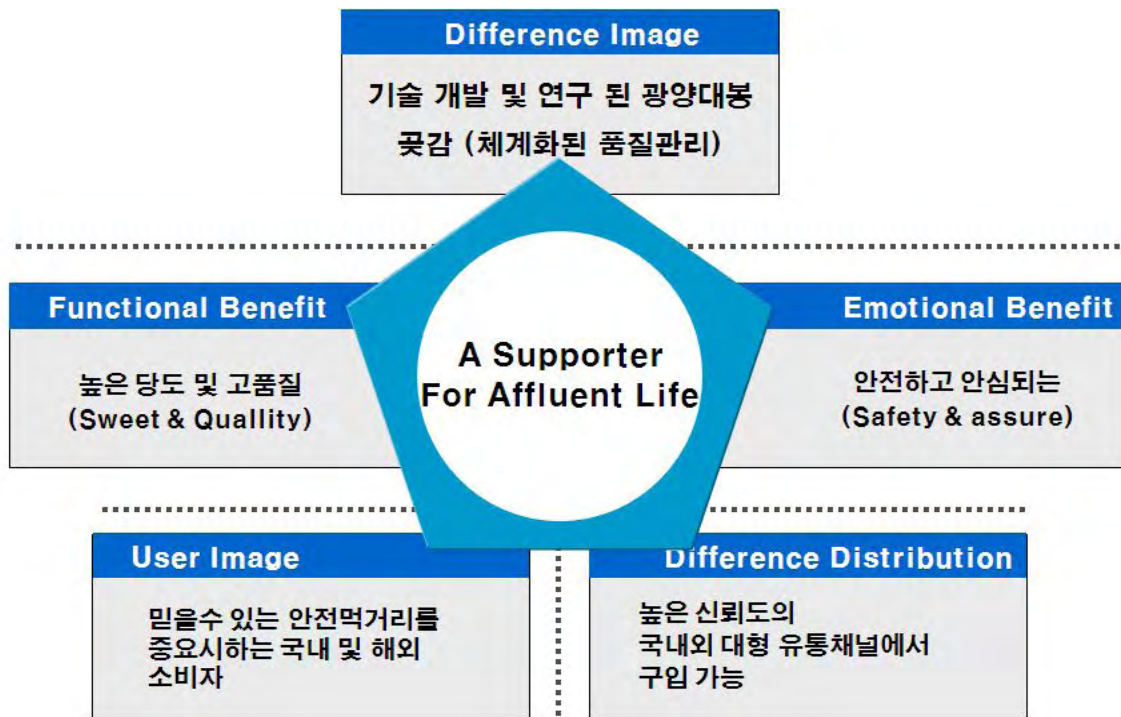 Difference Image
기술 개발 및 연구 된 광양대봉
곶감 (체계화된 품질관리)
Functional Benefit
높은 당도 및 고품질
(Sweet & Quallity)
A Supporter
For Affluent Life
Emotional Benefit
안전하고 안심되는
(Safety & assure)
User Image
믿을수 있는 안전먹거리를
중요시하는 국내 및 해외
소비자
Difference Distribution
높은 신뢰도의
국내외 대형 유통채널에서
구입 가능